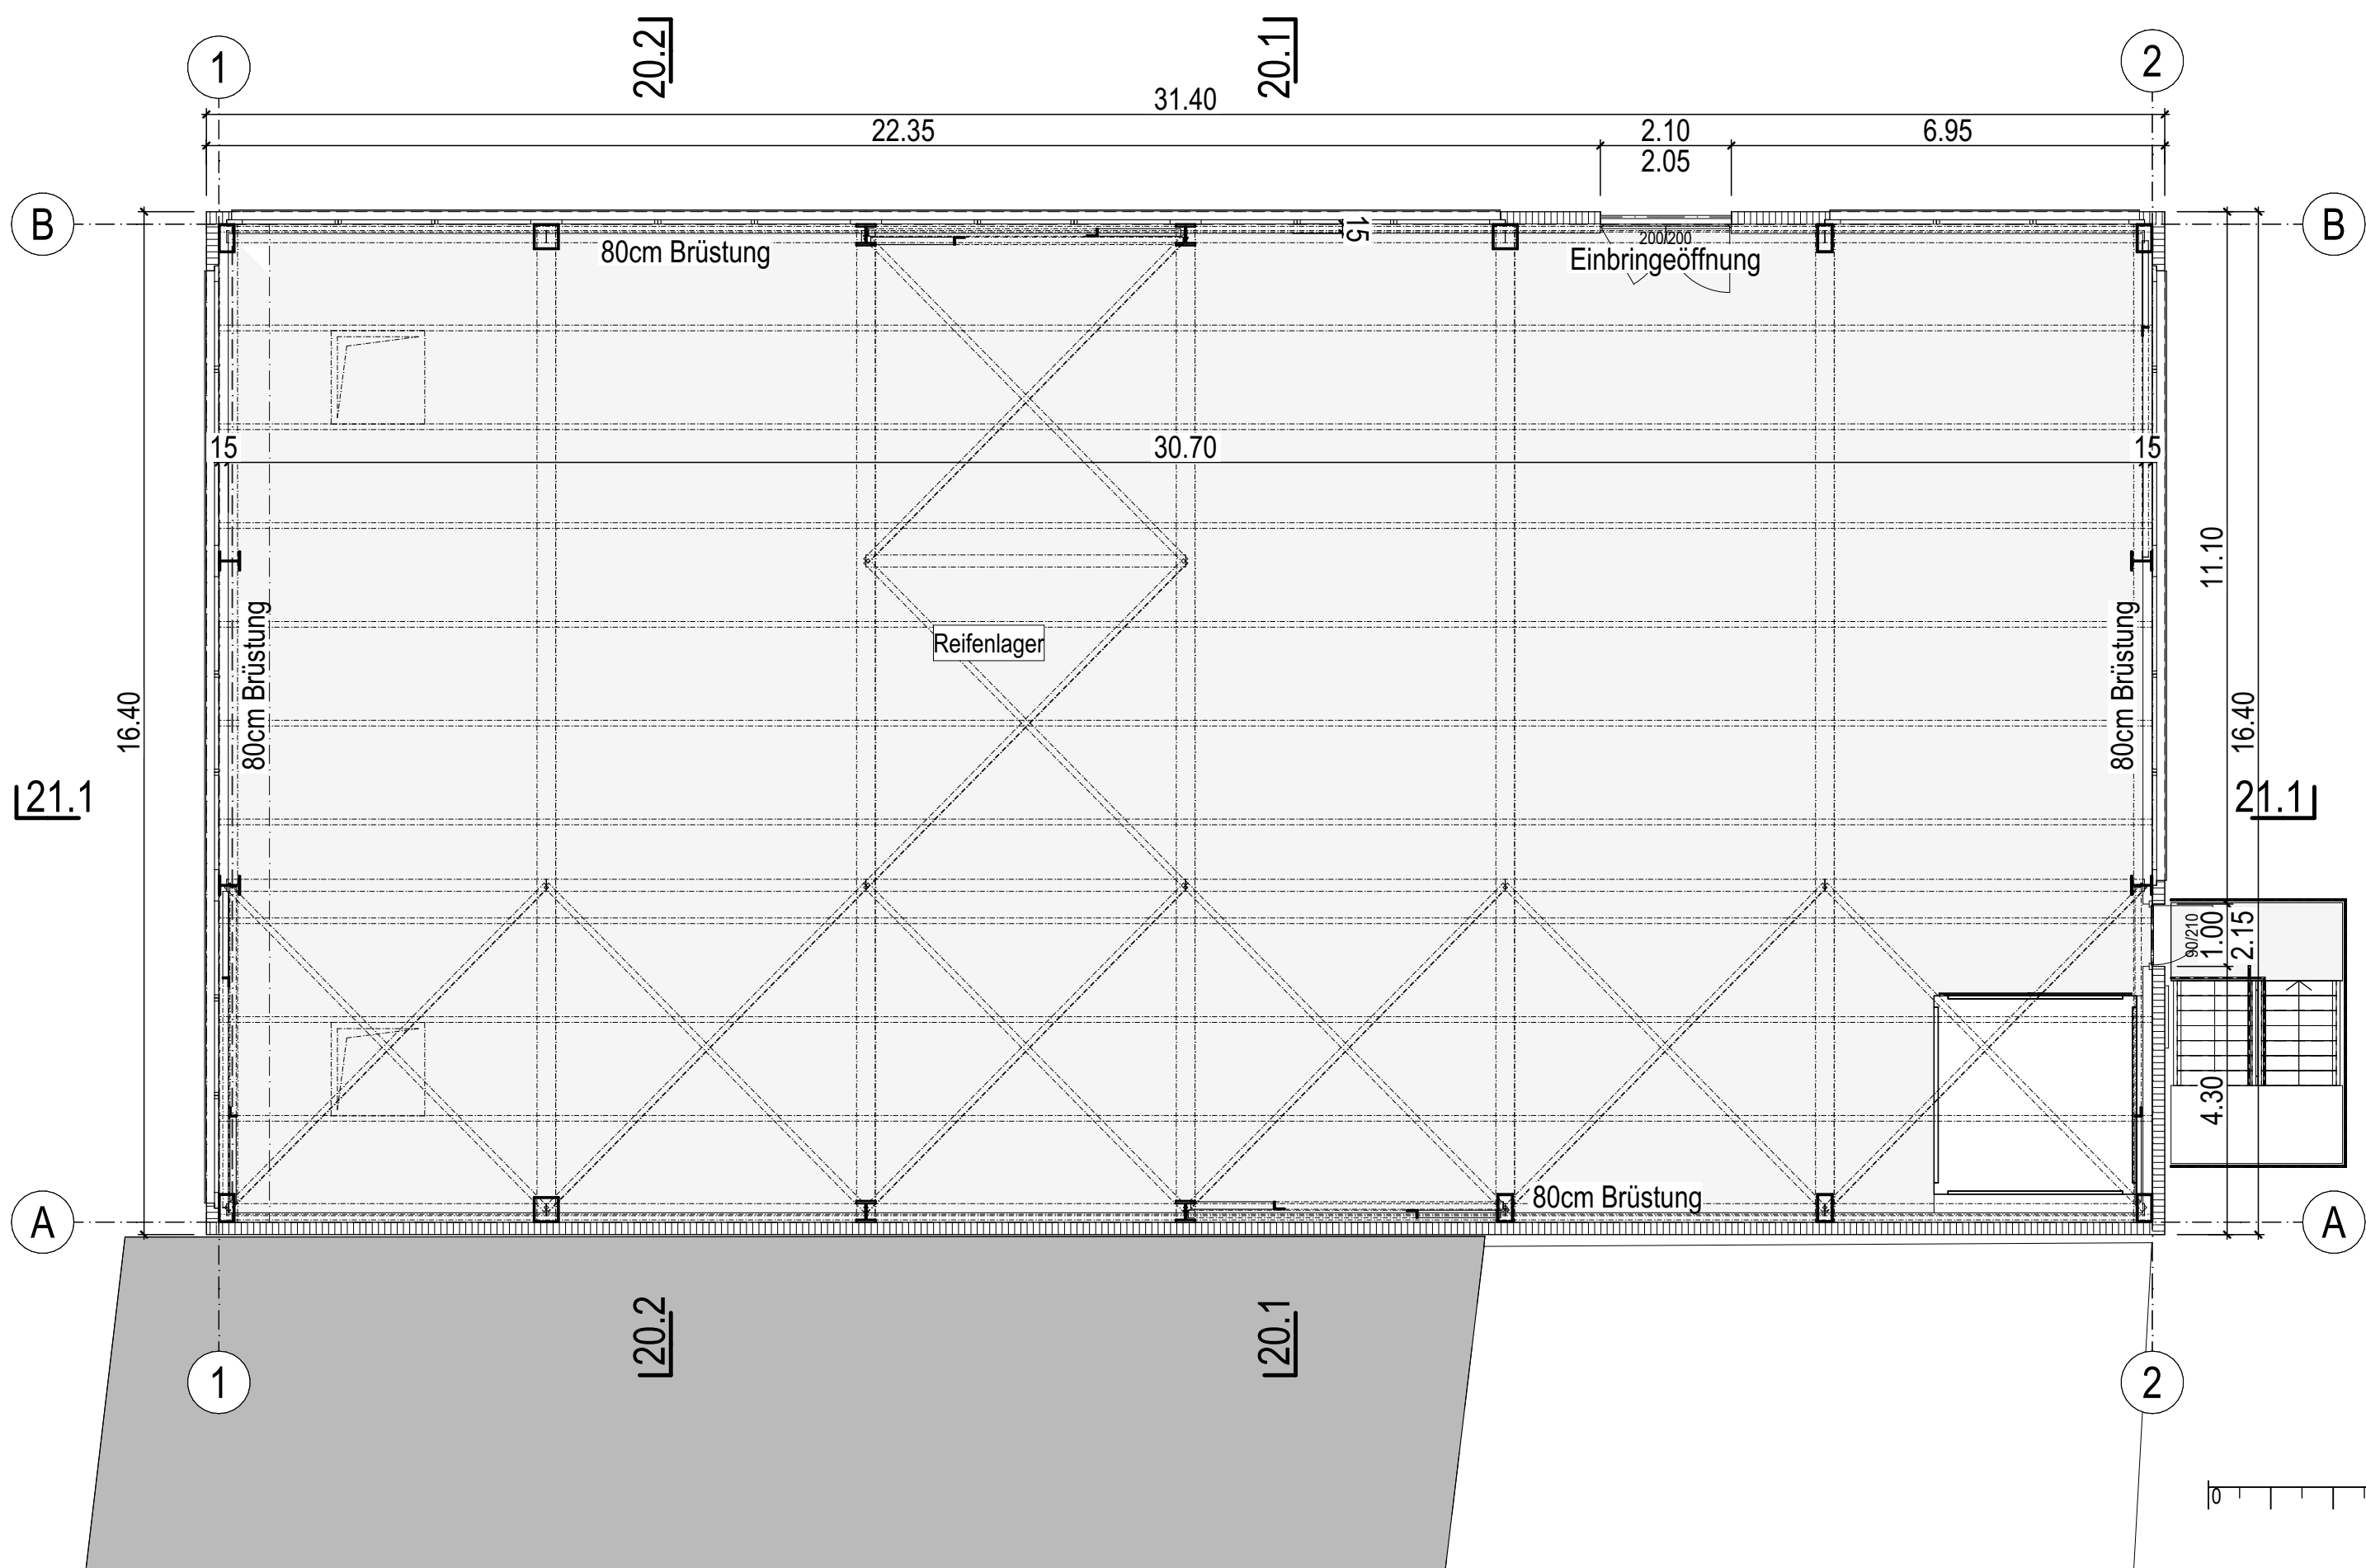 20.2
20.1
1
2
31.40
22.35
2.10
6.95
2.05
B
B
15
200/200
80cm Brüstung
Einbringeöffnung
15
30.70
15
11.10
80cm Brüstung
Reifenlager
80cm Brüstung
16.40
16.40
21.1
21.1
90/210
1.00
2.15
4.30
80cm Brüstung
A
A
20.2
20.1
1
2
0